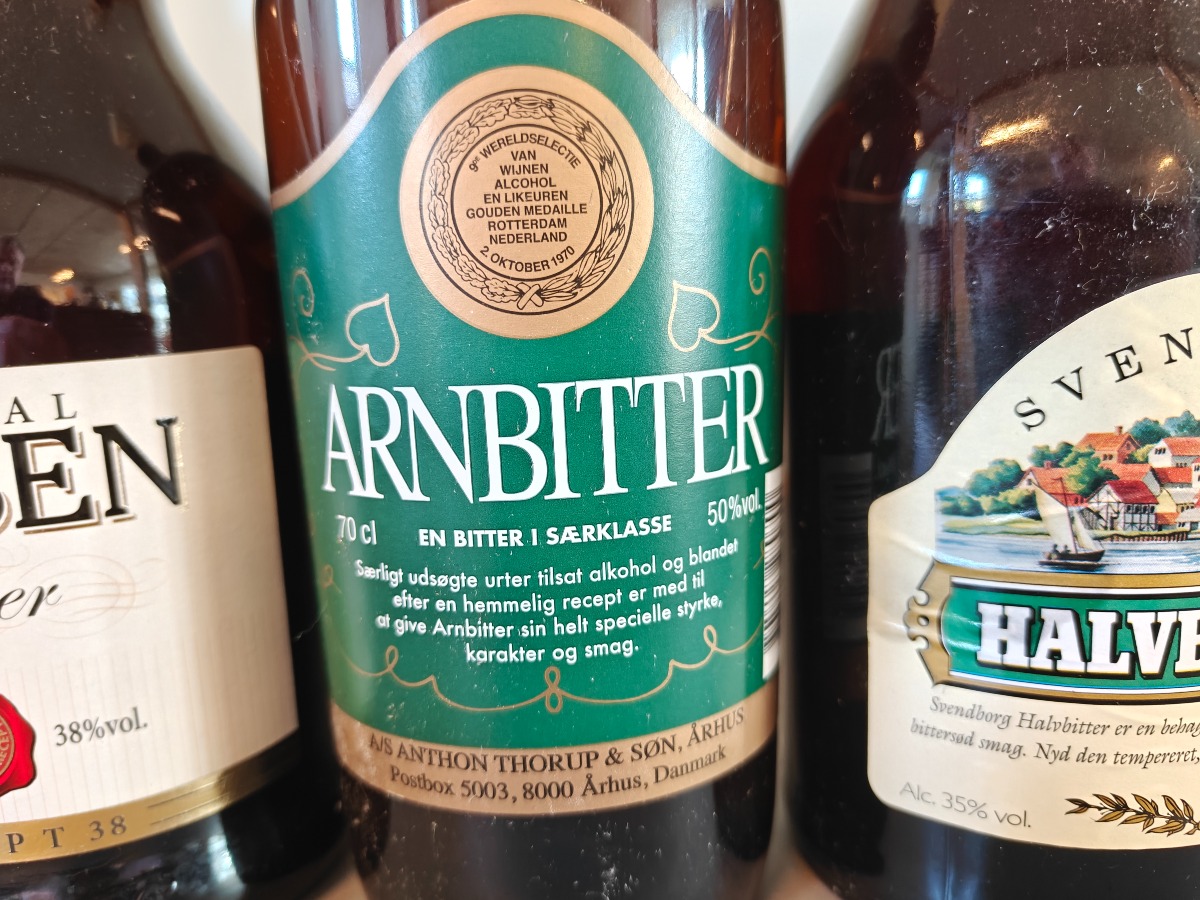 AL
EN
er
38%vol.
PT 38
9de WERELDSELECTIE
VAN
WIJNEN
ALCOHOL
EN LIKEUREN
GOUDEN MEDAILLE
ROTTERDAM
NEDERLAND
2. OKTOBER 1970
ARNBITTER
70 cl EN BITTER I SÆRKLASSE 50%vol.
Særligt udsøgte urter tilsat alkohol og blandet
efter en hemmelig recept er med til
at give Arnbitter sin helt specielle styrke,
karakter og smag.
A/S ANTHON THORUP & SØN, ÅRHUS
Postbox 5003, 8000 Århus, Danmark
SVEN
HALV
Svendborg Halvbitter er en behag
bittersød smag. Nyd den tempereret,
Alc. 35% vol.